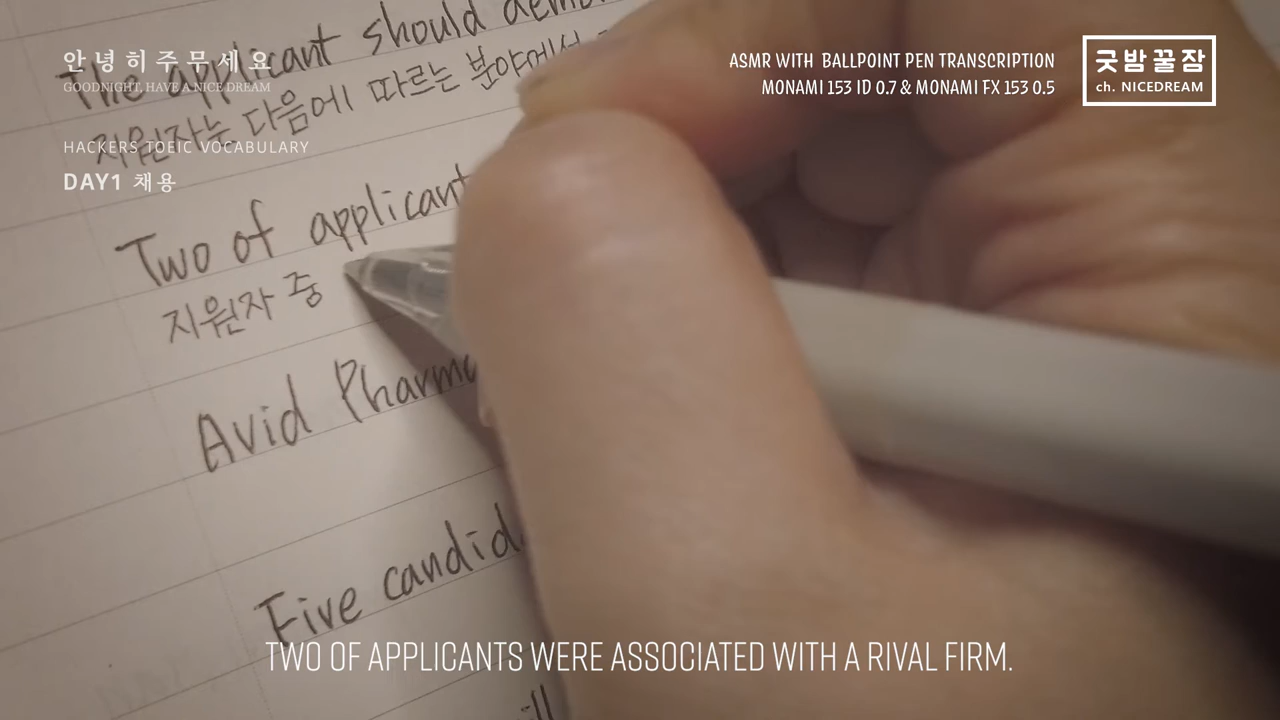 안녕히주무세요
GOODNIGHT, HAVE A NICE DREAM
HACKERS TOEIC VOCABULARY
DAY1 채용
ASMR WITH BALLPOINT PEN TRANSCRIPTION
MONAMI 153 ID 0.7 & MONAMI FX 153 0.5
굿밤꿀잠
ch. NICEDREAM
The applicant should demo
지원자는 다음에 따르는 분야에서
Two of applicant
지원자 중
Avid Pharma
Five candid
ill
TWO OF APPLICANTS WERE ASSOCIATED WITH A RIVAL FIRM.